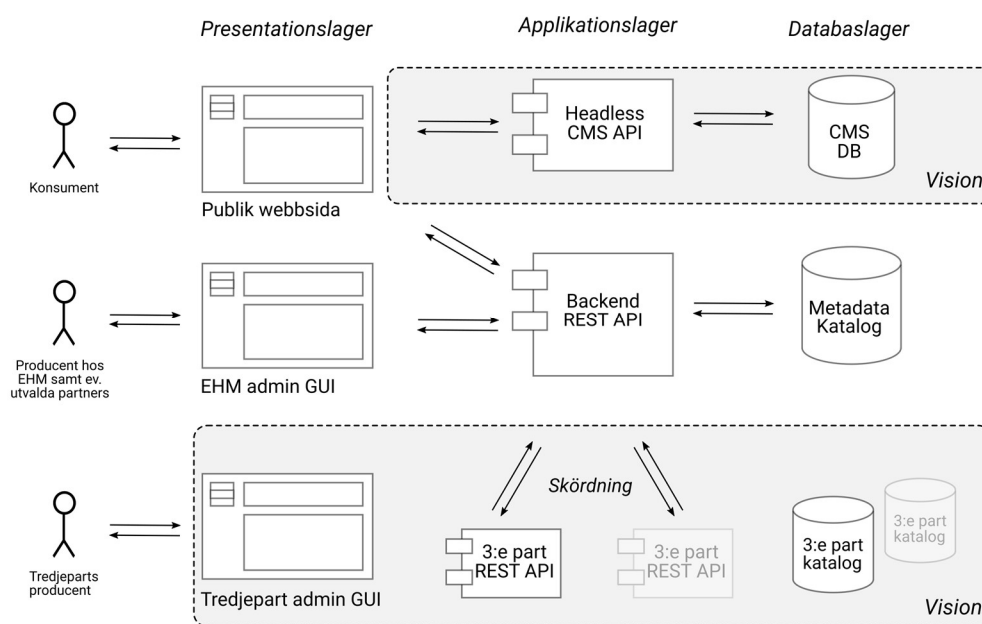 Presentationslager
Applikationslager
Databaslager
Konsument
Publik webbsida
Headless
CMS API
CMS
DB
Vision
Producent hos
EHM samt ev.
utvalda partners
EHM admin GUI
Backend
REST API
Metadata
Katalog
Skördning
Tredjeparts
producent
Tredjepart admin GUI
3:e part
REST API
3:e part
REST API
3:e part
katalog
3:e part
katalog
Vision